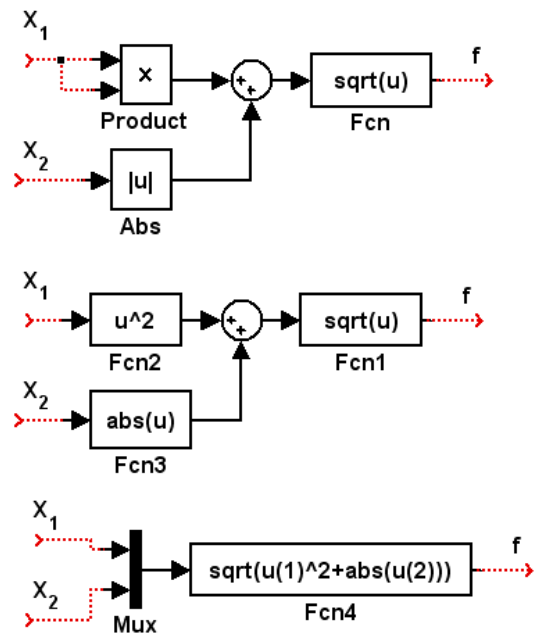 X1
×
sqrt(u)
f
+
+
Product
Fcn
X2
|u|
Abs
X1
u^2
sqrt(u)
f
+
+
Fcn2
Fcn1
X2
abs(u)
Fcn3
X1
f
sqrt(u(1)^2+abs(u(2)))
X2
Mux
Fcn4